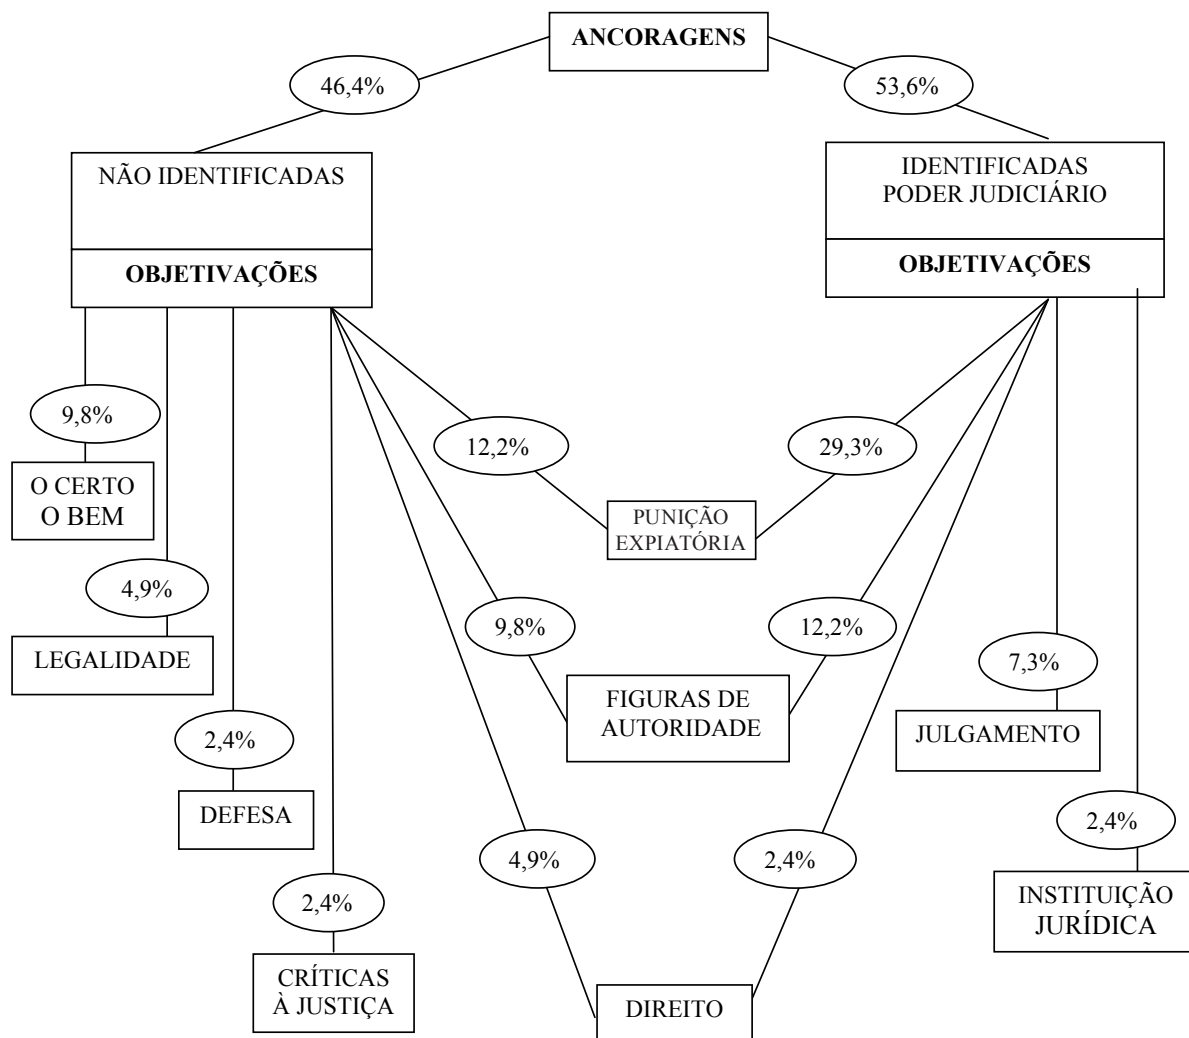 ANCORAGENS
46,4%
53,6%
NÃO IDENTIFICADAS
IDENTIFICADAS
PODER JUDICIÁRIO
OBJETIVAÇÕES
OBJETIVAÇÕES
9,8%
12,2%
29,3%
O CERTO
O BEM
PUNIÇÃO
EXPIATÓRIA
4,9%
9,8%
12,2%
LEGALIDADE
7,3%
FIGURAS DE
AUTORIDADE
JULGAMENTO
2,4%
DEFESA
2,4%
4,9%
2,4%
2,4%
INSTITUIÇÃO
JURÍDICA
CRÍTICAS
À JUSTIÇA
DIREITO